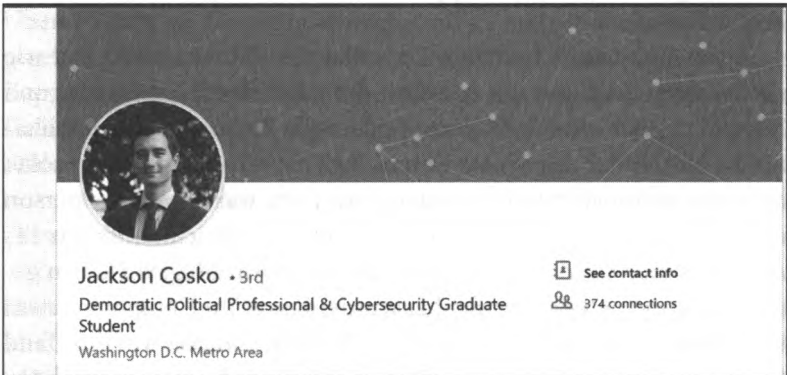 Jackson Cosko • 3rd
Democratic Political Professional & Cybersecurity Graduate
Student
Washington D.C. Metro Area
See contact info
374 connections